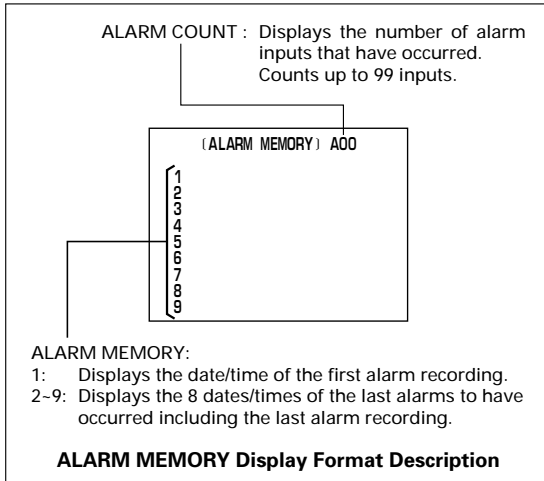 ALARM COUNT : Displays the number of alarm
inputs that have occurred.
Counts up to 99 inputs.
(ALARM MEMORY) A00
1
2
3
4
5
6
7
8
9
ALARM MEMORY:
1: Displays the date/time of the first alarm recording.
2~9: Displays the 8 dates/times of the last alarms to have
occurred including the last alarm recording.
ALARM MEMORY Display Format Description